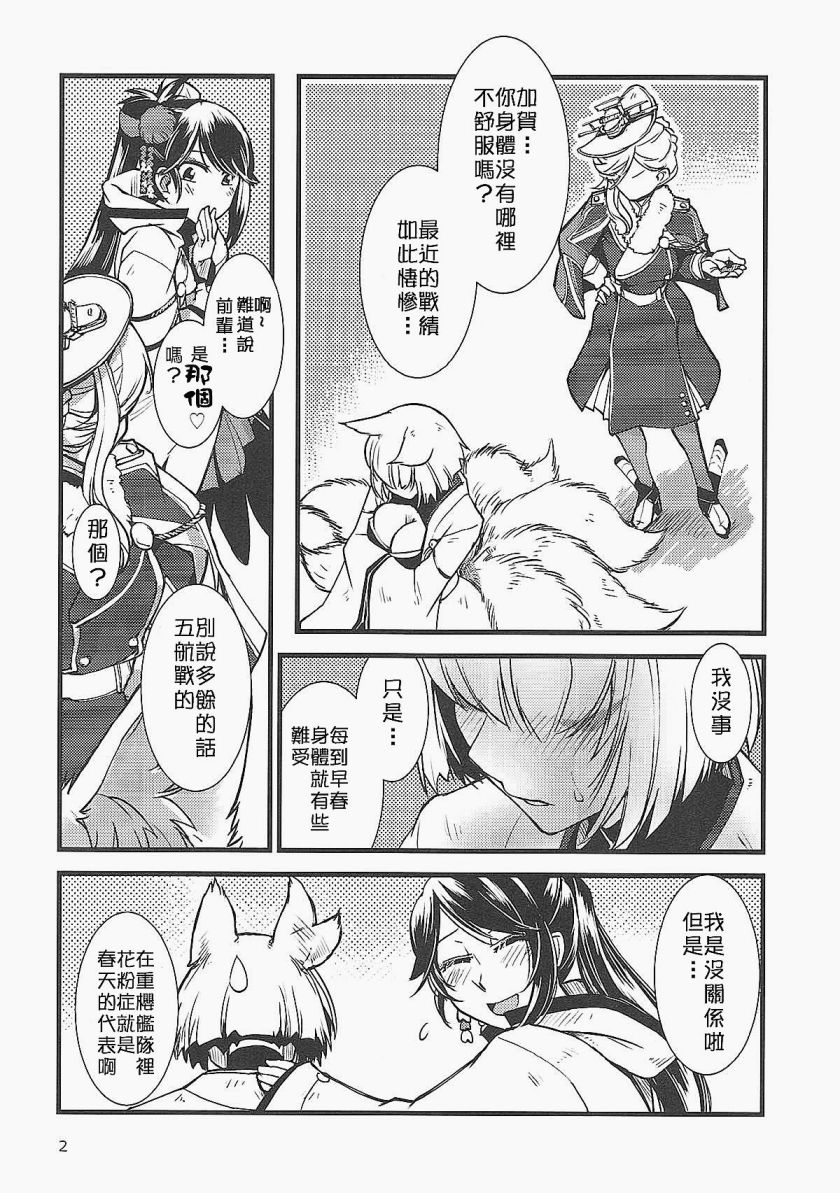 加賀…
你身體沒有哪裡
不舒服嗎？
最近的戰績
如此悽慘…
我沒事
只是…
每到早春
身體就有些
難受
啊~
難道說
前輩…
是那個♡
嗎？
那個？
別說多餘的話
五航戰的
我是沒關係啦
但是…
在重櫻艦隊裡
花粉症就是
春天的代表啊
2